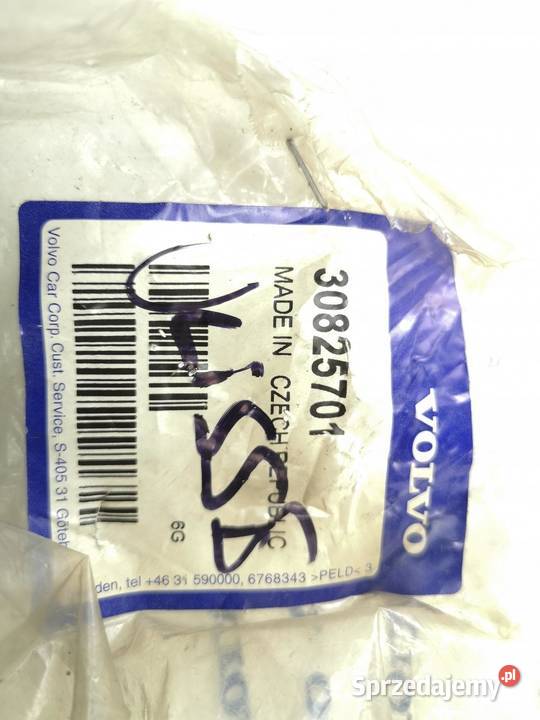 VOLVO
30825701
MADE IN CZECH REPUBLIC
6G
Volvo Car Corp. Cust. Service, S-405 31 Göteb
den, tel +46 31 590000, 6768343 >PELD< 3
Sprzedajemy.pl